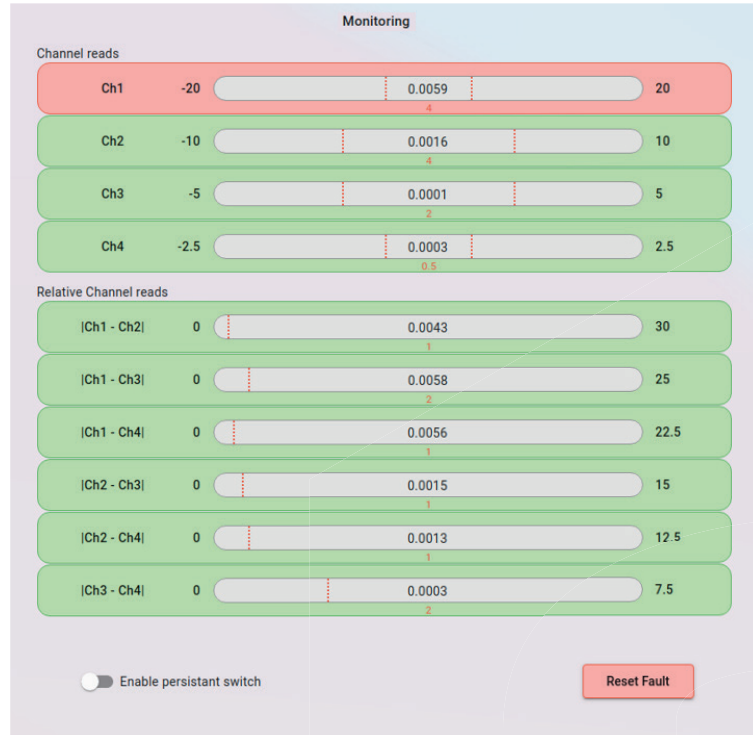 Monitoring
Channel reads
Ch1 -20 0.0059 20
4
Ch2 -10 0.0016 10
4
Ch3 -5 0.0001 5
2
Ch4 -2.5 0.0003 2.5
0.5
Relative Channel reads
|Ch1 - Ch2| 0 0.0043 30
1
|Ch1 - Ch3| 0 0.0058 25
2
|Ch1 - Ch4| 0 0.0056 22.5
1
|Ch2 - Ch3| 0 0.0015 15
1
|Ch2 - Ch4| 0 0.0013 12.5
1
|Ch3 - Ch4| 0 0.0003 7.5
2
Enable persistant switch Reset Fault